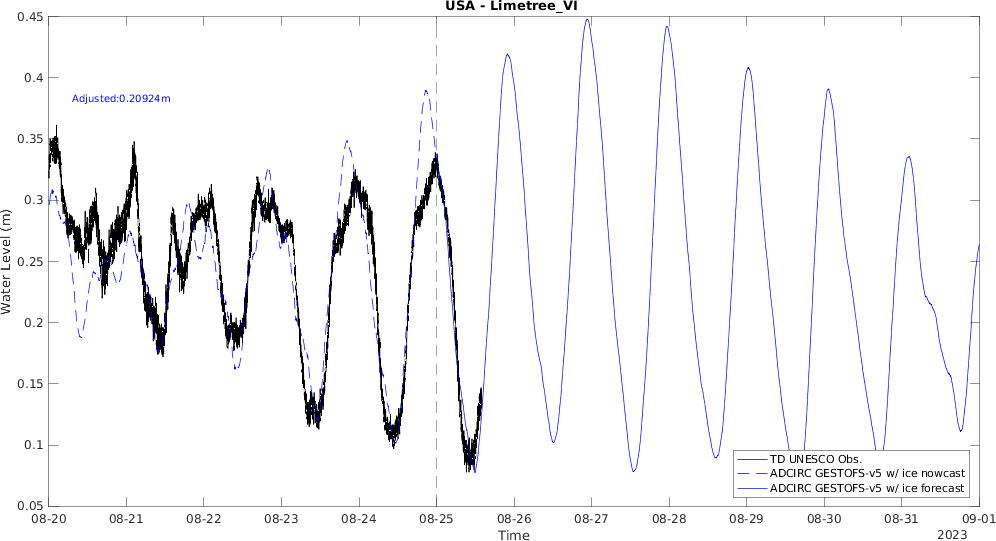 USA - Limetree_VI
Water Level (m)
0.45
0.4
0.35
0.3
0.25
0.2
0.15
0.1
0.05
Adjusted:0.20924m
TD UNESCO Obs.
ADCIRC GESTOFS-v5 w/ ice nowcast
ADCIRC GESTOFS-v5 w/ ice forecast
08-20 08-21 08-22 08-23 08-24 08-25 08-26 08-27 08-28 08-29 08-30 08-31 09-01
Time
2023